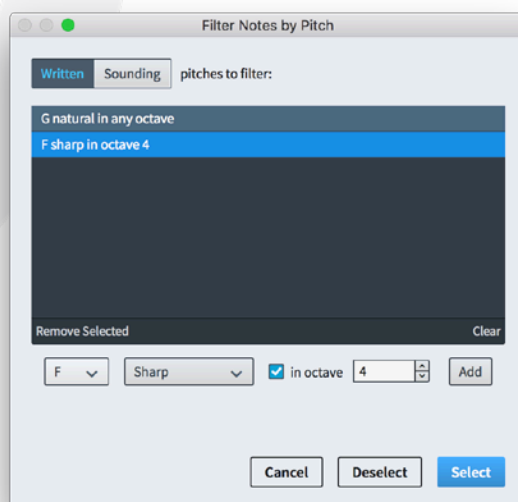 Filter Notes by Pitch
Written Sounding pitches to filter:
G natural in any octave
F sharp in octave 4
Remove Selected Clear
F Sharp in octave 4 Add
Cancel Deselect Select